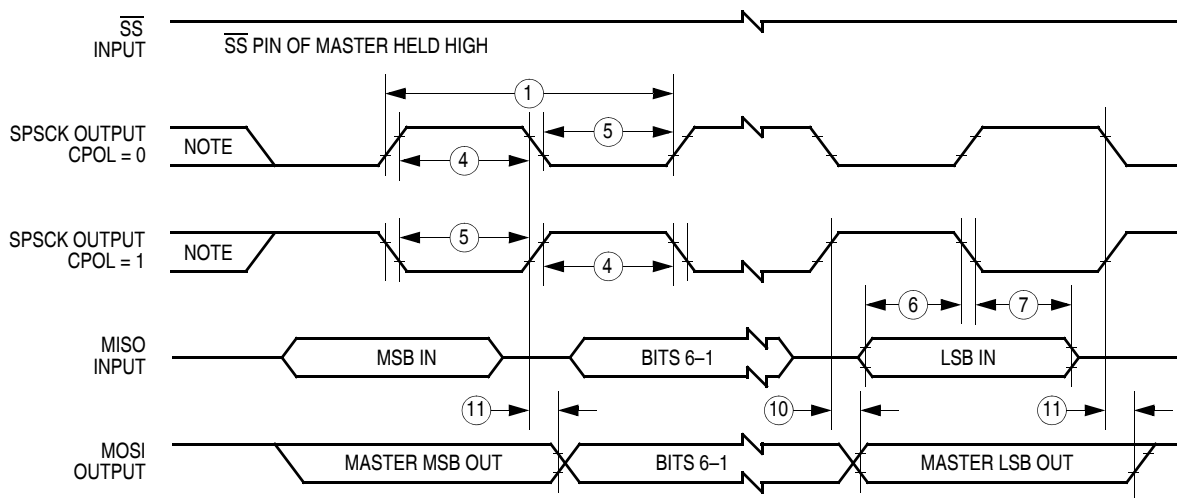 SS
INPUT
SS PIN OF MASTER HELD HIGH
1
SPSCK OUTPUT
CPOL = 0
NOTE
5
4
SPSCK OUTPUT
CPOL = 1
NOTE
5
4
6
7
MISO
INPUT
MSB IN
BITS 6–1
LSB IN
11
10
11
MOSI
OUTPUT
MASTER MSB OUT
BITS 6–1
MASTER LSB OUT